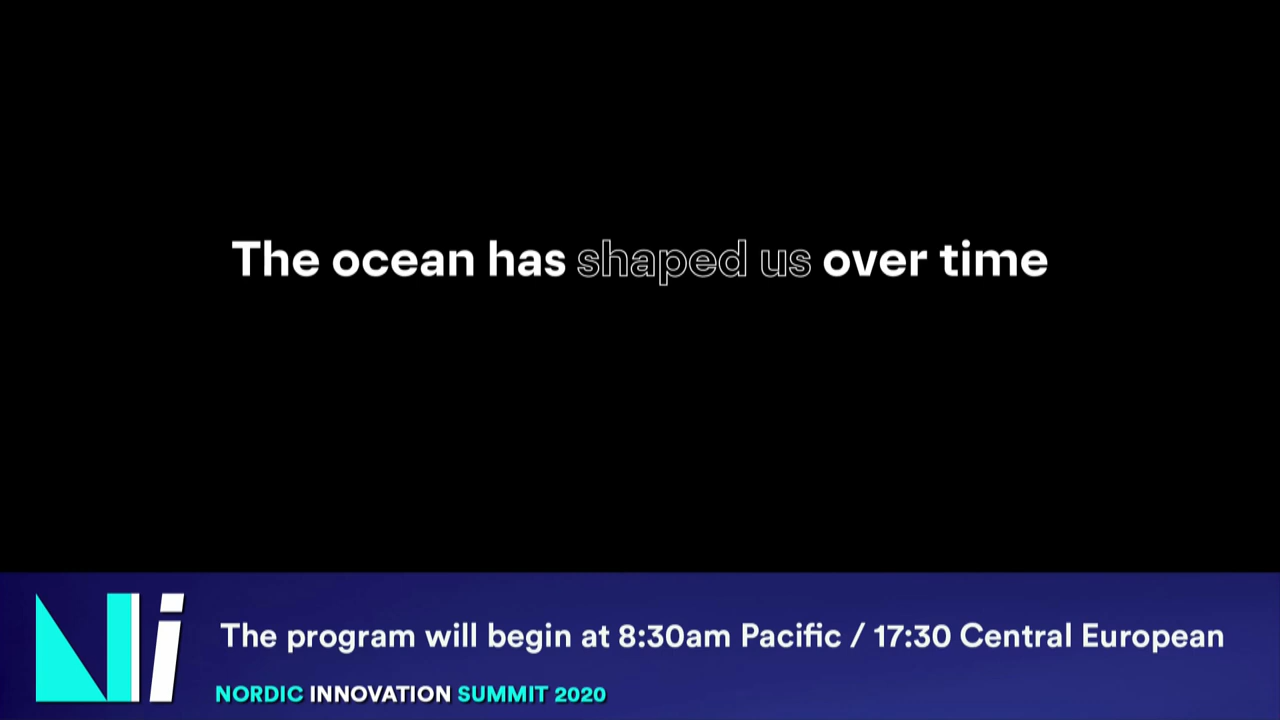 The ocean has shaped us over time
Ni
The program will begin at 8:30am Pacific / 17:30 Central European
NORDIC INNOVATION SUMMIT 2020